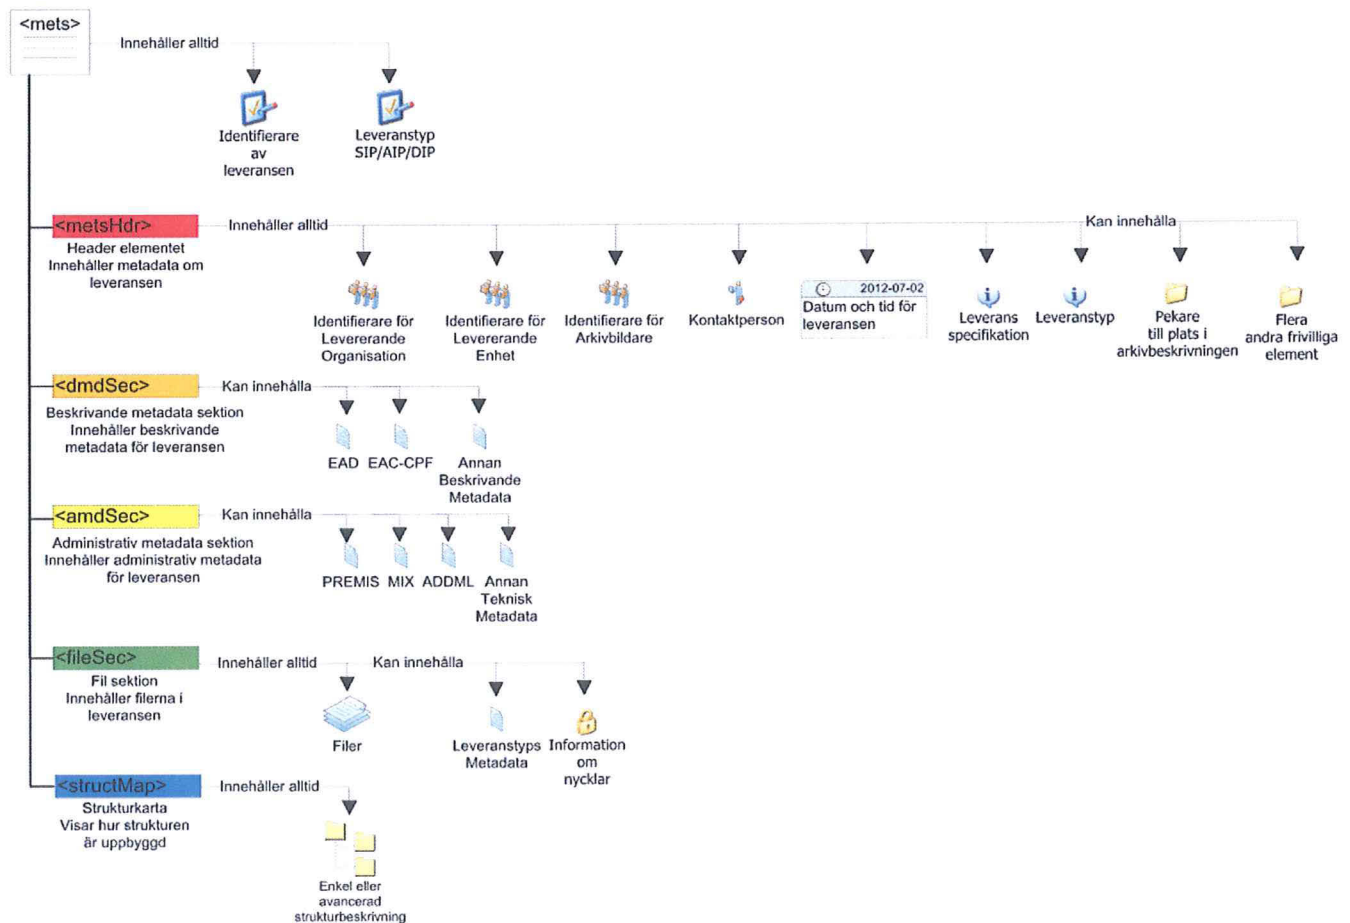 <mets>
Innehåller alltid
Identifierare
av
leveransen
Leveranstyp
SIP/AIP/DIP
<metsHdr>
Innehåller alltid
Kan innehålla
Header elementet
Innehåller metadata om
leveransen
Identifierare för
Levererande
Organisation
Identifierare för
Levererande
Enhet
Identifierare för
Arkivbildare
Kontaktperson
2012-07-02
Datum och tid för
leveransen
Leverans
specifikation
Leveranstyp
Pekare
till plats i
arkivbeskrivningen
Flera
andra frivilliga
element
<dmdSec>
Kan innehålla
Beskrivande metadata sektion
Innehåller beskrivande
metadata för leveransen
EAD
EAC-CPF
Annan
Beskrivande
Metadata
<amdSec>
Kan innehålla
Administrativ metadata sektion
Innehåller administrativ metadata
för leveransen
PREMIS
MIX
ADDML
Annan
Teknisk
Metadata
<fileSec>
Innehåller alltid
Kan innehålla
Fil sektion
Innehåller filerna i
leveransen
Filer
Leveranstyps
Metadata
Information
om
nycklar
<structMap>
Innehåller alltid
Strukturkarta
Visar hur strukturen
är uppbyggd
Enkel eller
avancerad
strukturbeskrivning